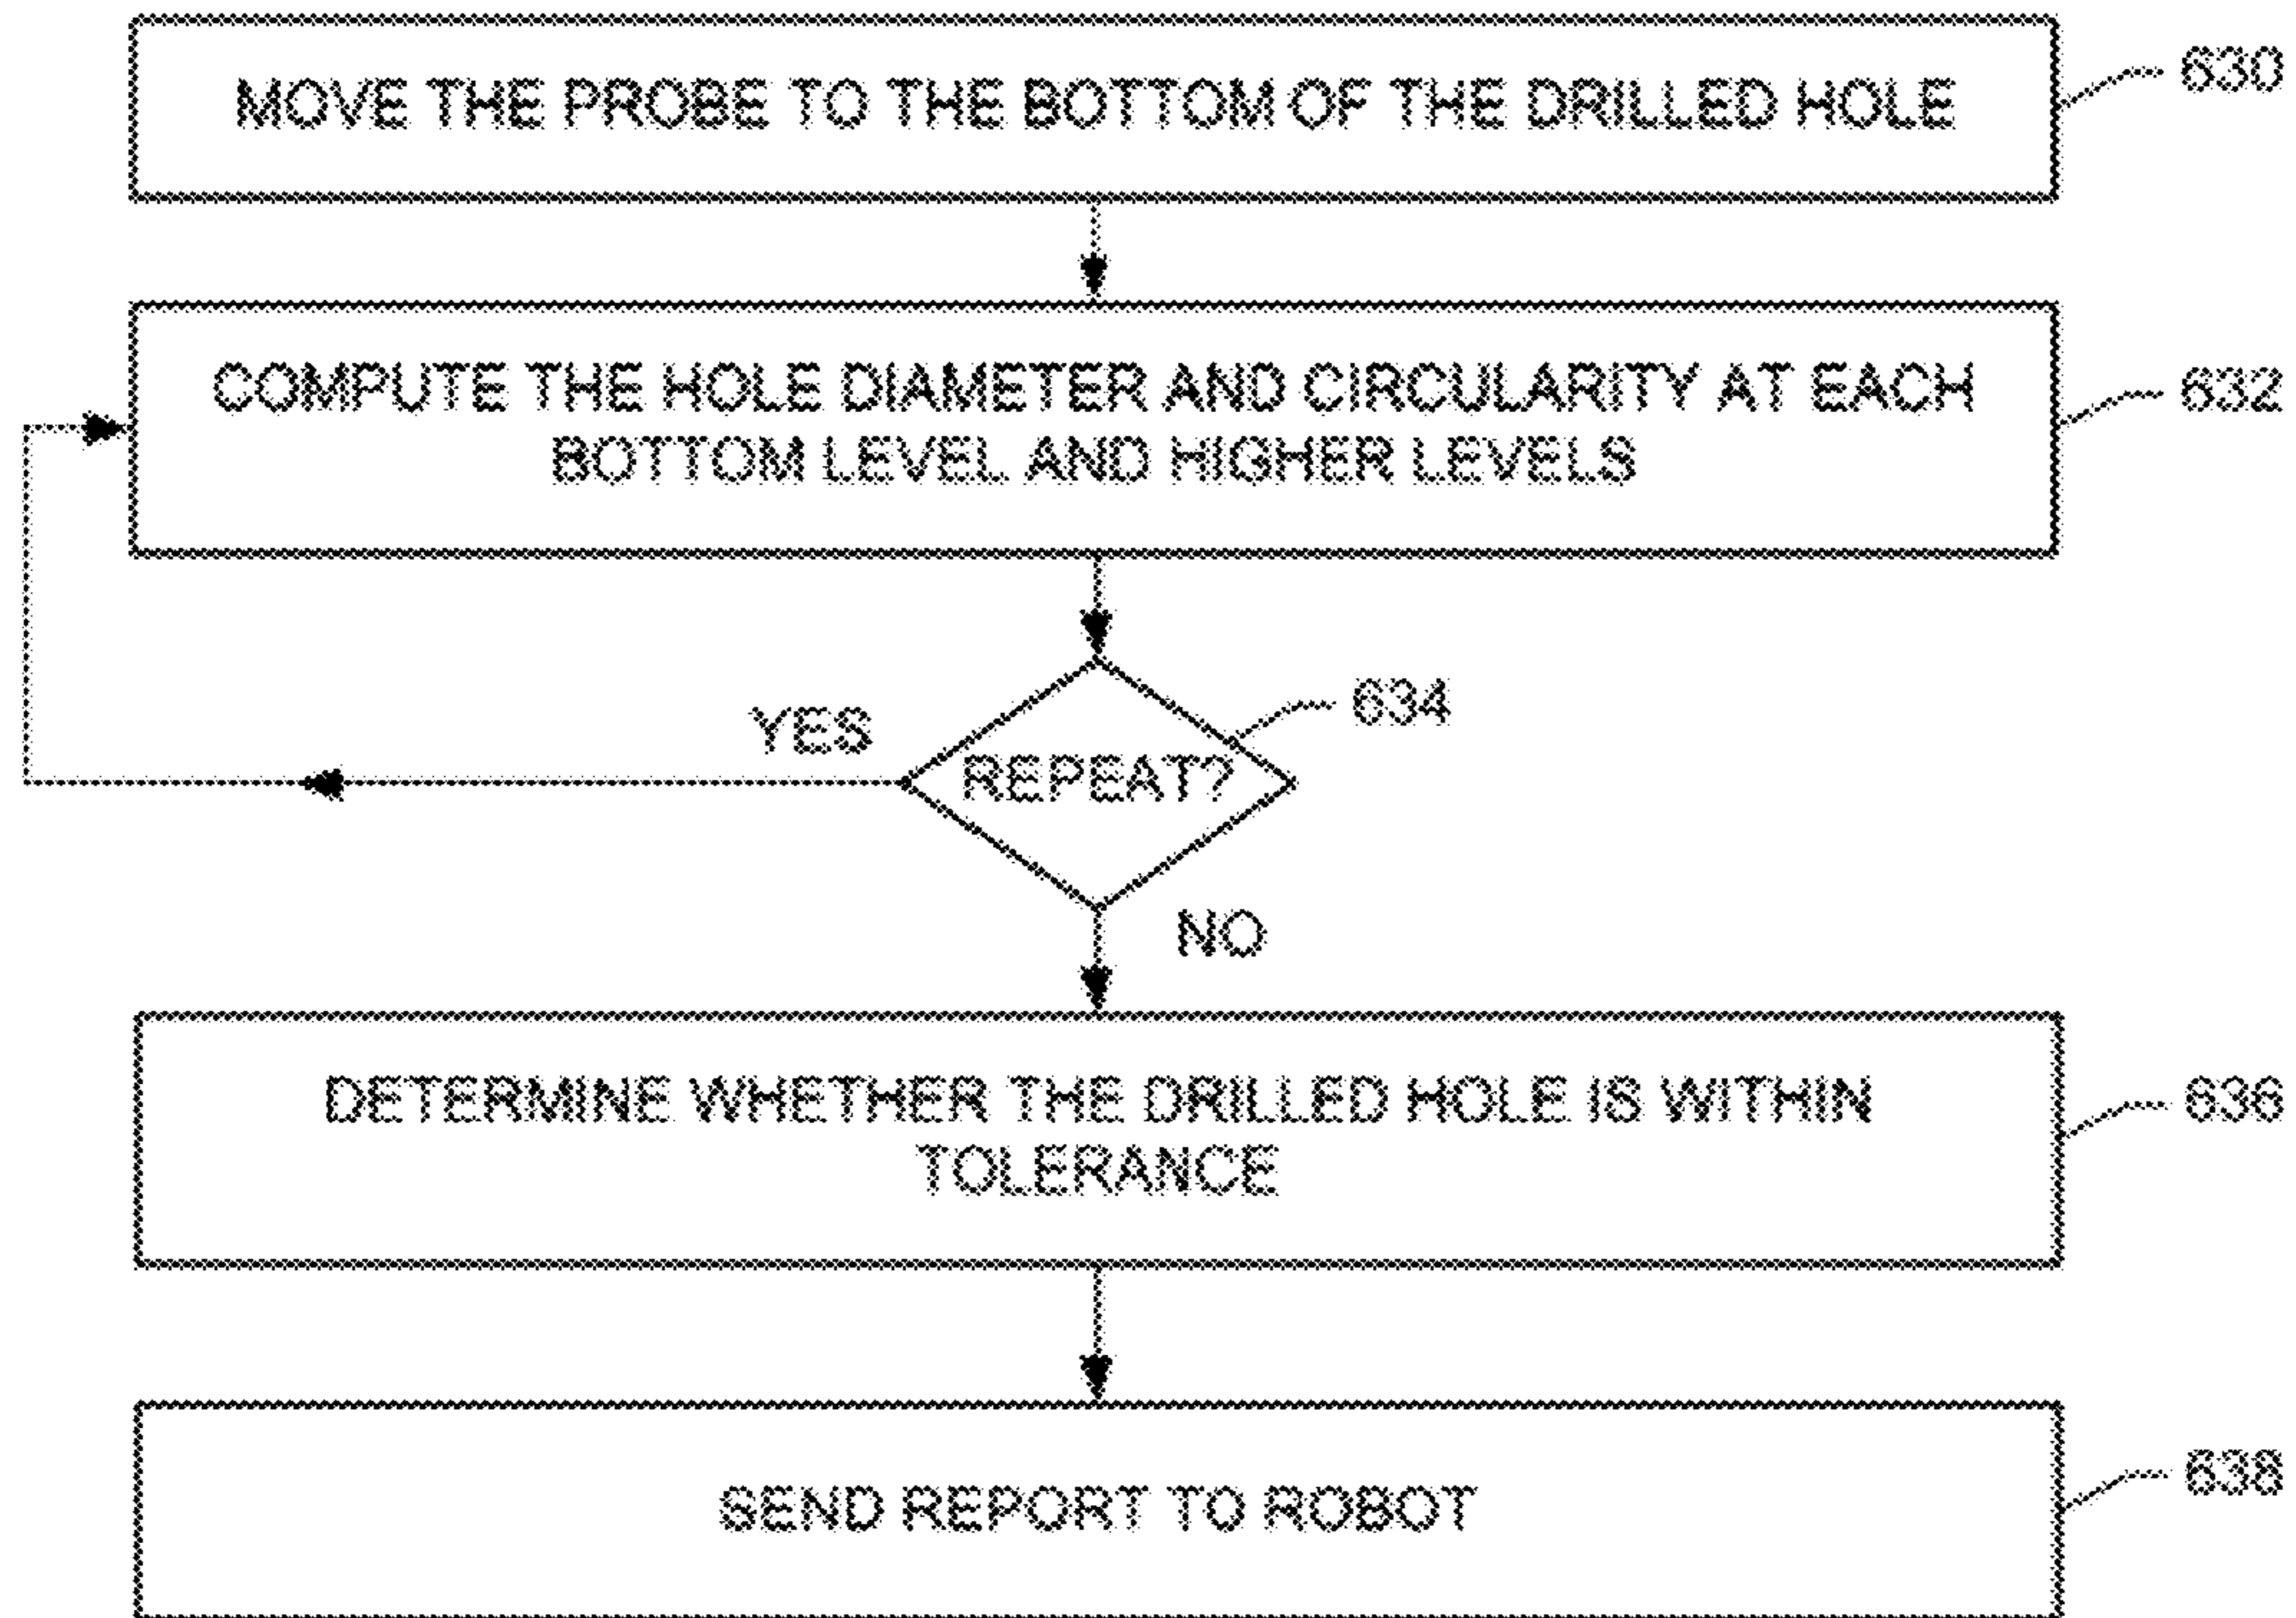 MOVE THE PROBE TO THE BOTTOM OF THE DRILLED HOLE
630
COMPUTE THE HOLE DIAMETER AND CIRCULARITY AT EACH
BOTTOM LEVEL AND HIGHER LEVELS
632
YES
REPEAT?
634
NO
DETERMINE WHETHER THE DRILLED HOLE IS WITHIN
TOLERANCE
636
SEND REPORT TO ROBOT
638